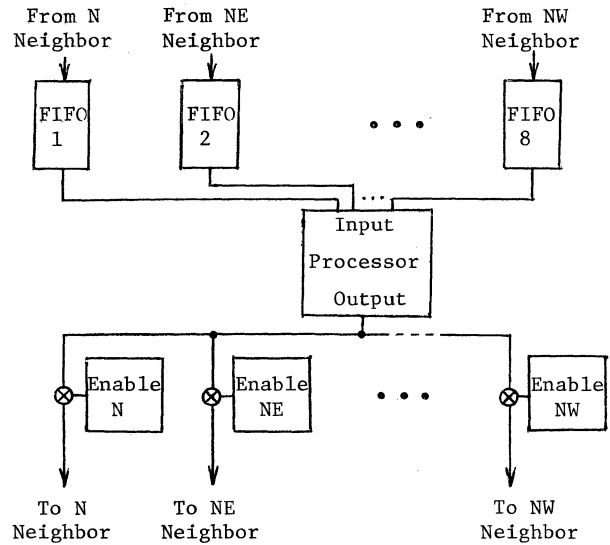 From N
Neighbor
From NE
Neighbor
From NW
Neighbor
FIFO
1
FIFO
2
FIFO
8
Input
Processor
Output
Enable
N
Enable
NE
Enable
NW
To N
Neighbor
To NE
Neighbor
To NW
Neighbor